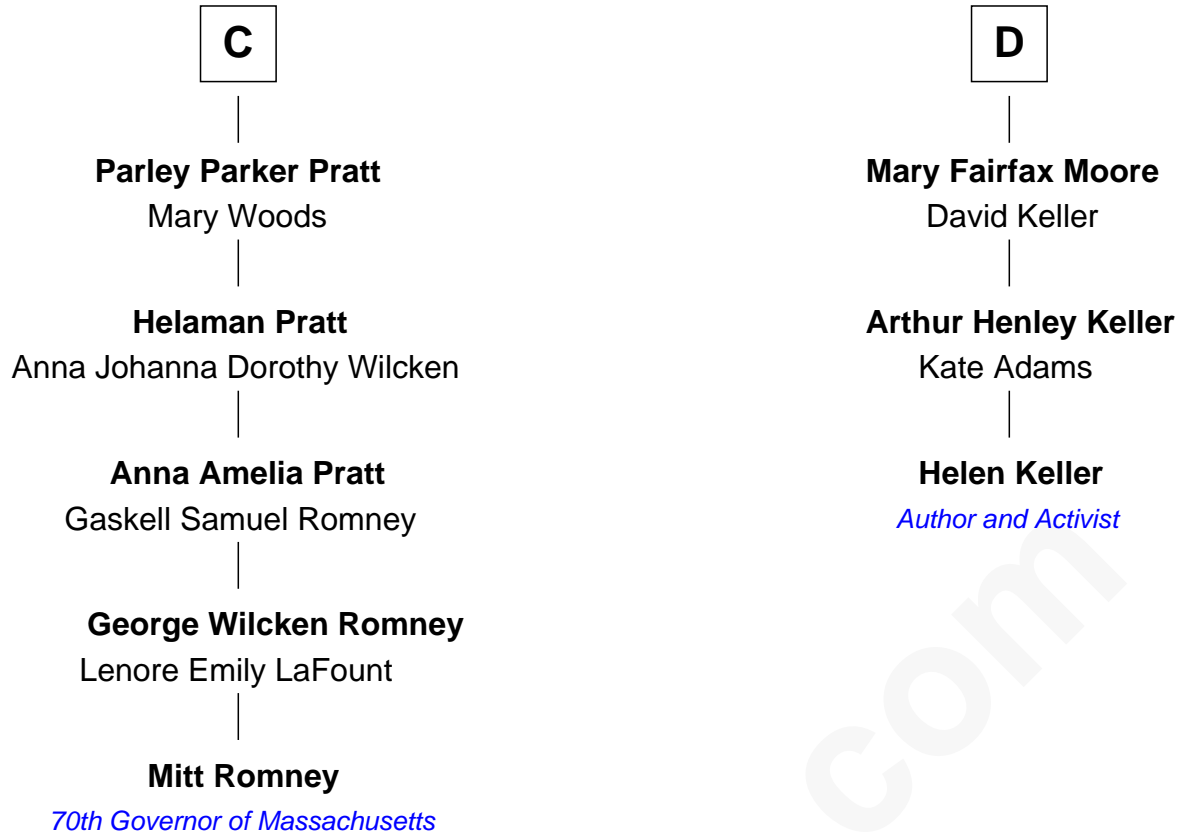 C
Parley Parker Pratt
Mary Woods
Helaman Pratt
Anna Johanna Dorothy Wilcken
Anna Amelia Pratt
Gaskell Samuel Romney
George Wilcken Romney
Lenore Emily LaFount
Mitt Romney
70th Governor of Massachusetts
D
Mary Fairfax Moore
David Keller
Arthur Henley Keller
Kate Adams
Helen Keller
Author and Activist
com